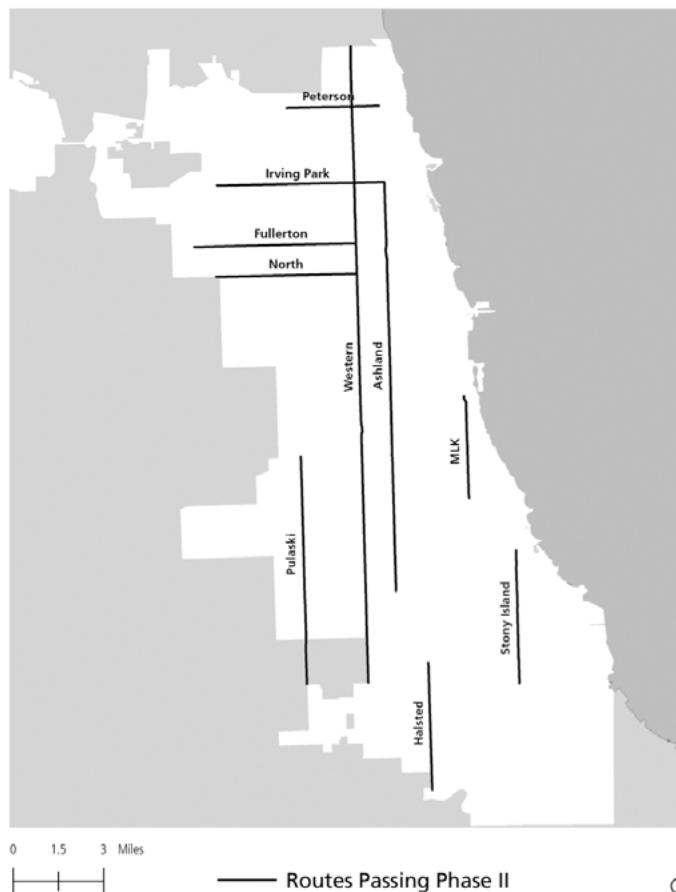 Peterson
Irving Park
Fullerton
North
Western
Ashland
MLK
Pulaski
Stony Island
Halsted
0 1.5 3 Miles
Routes Passing Phase II